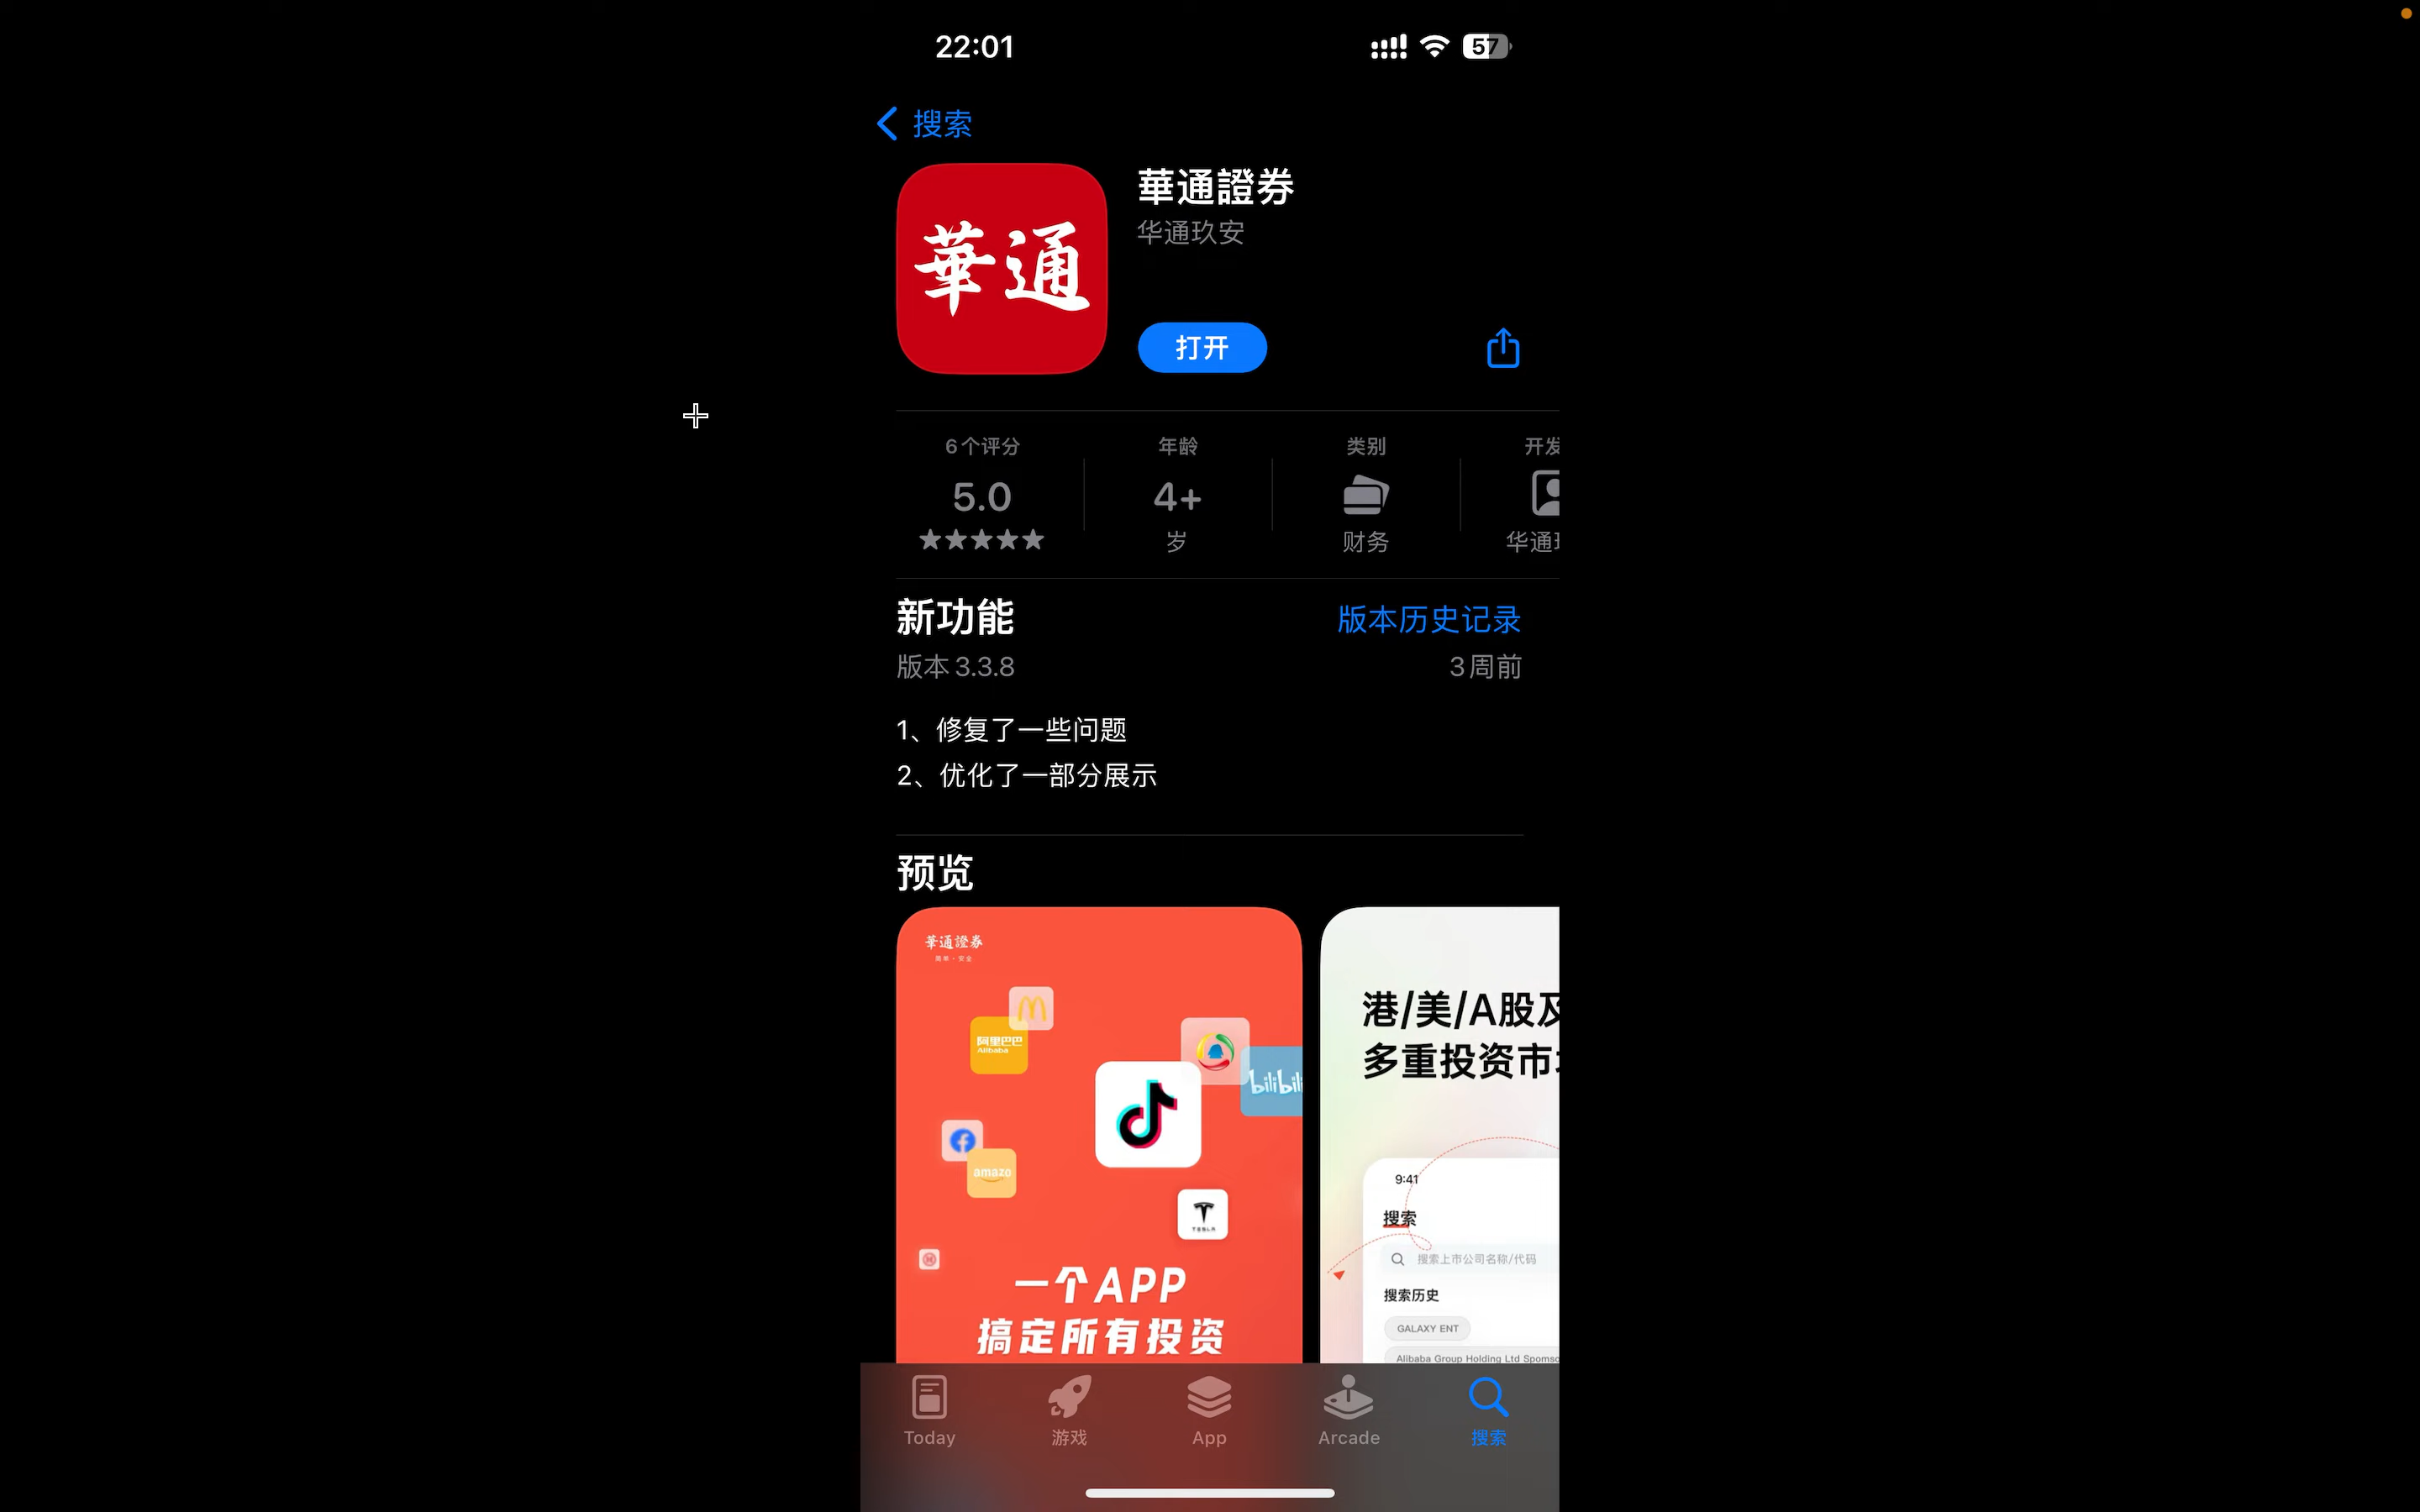 22:01
57
搜索
華通
華通證券
华通玖安
打开
6个评分
年龄
类别
开发
5.0
4+
岁
财务
华通
新功能
版本历史记录
版本 3.3.8
3周前
1、修复了一些问题
2、优化了一部分展示
预览
華通證券
阿里巴巴
Alibaba
bilibili
amazo
TESLA
一个APP
搞定所有投资
港/美/A股及
多重投资市
9:41
搜索
搜索上市公司名称/代码
搜索历史
GALAXY ENT
Alibaba Group Holding Ltd Sponso
Today
游戏
App
Arcade
搜索